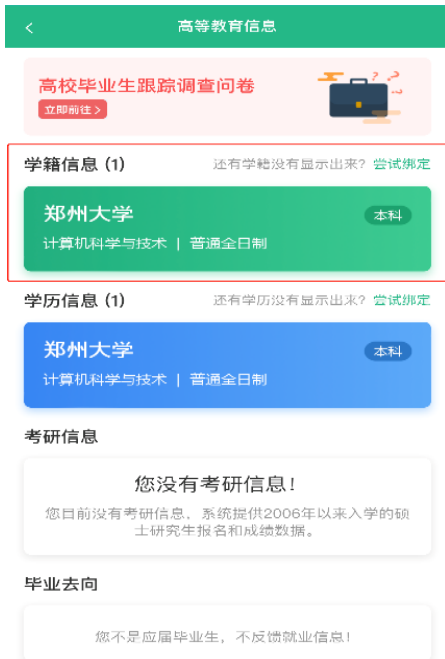 高等教育信息
高校毕业生跟踪调查问卷
立即前往>
学籍信息 (1) 还有学籍没有显示出来? 尝试绑定
郑州大学 本科
计算机科学与技术 | 普通全日制
学历信息 (1) 还有学历没有显示出来? 尝试绑定
郑州大学 本科
计算机科学与技术 | 普通全日制
考研信息
您没有考研信息!
您目前没有考研信息, 系统提供2006年以来入学的硕
士研究生报名和成绩数据。
毕业去向
您不是应届毕业生, 不反馈就业信息!